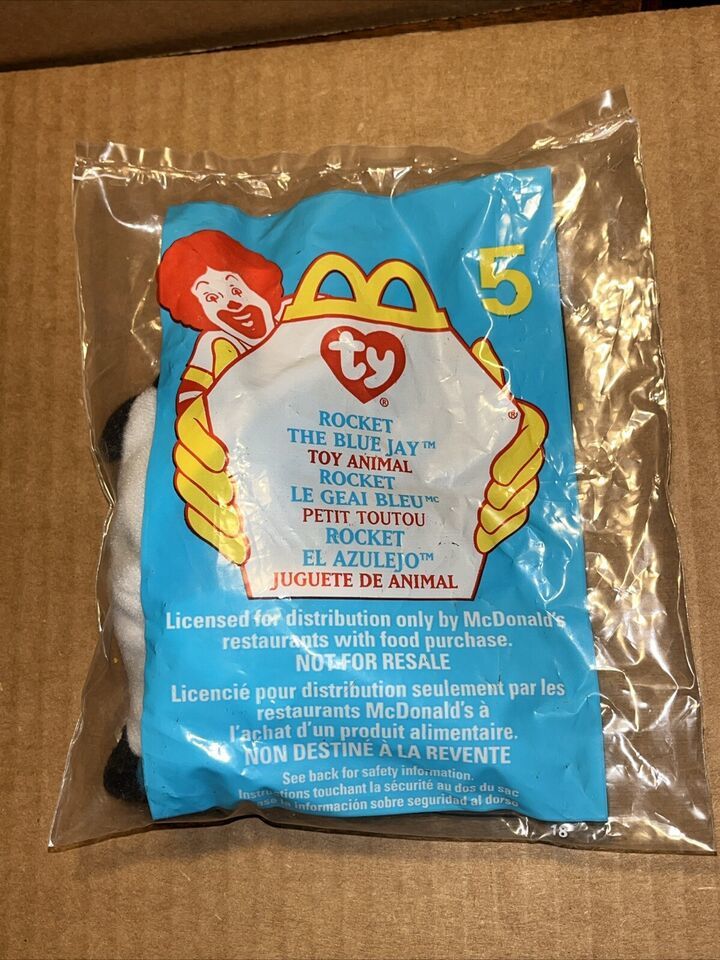 5
ty
®
®
ROCKET
THE BLUE JAY™
TOY ANIMAL
ROCKET
LE GEAI BLEU MC
PETIT TOUTOU
ROCKET
EL AZULEJO™
JUGUETE DE ANIMAL
Licensed for distribution only by McDonald's
restaurants with food purchase.
NOT FOR RESALE
Licencié pour distribution seulement par les
restaurants McDonald's à
l'achat d'un produit alimentaire.
NON DESTINÉ À LA REVENTE
See back for safety information.
Instructions touchant la sécurité au dos du sac
la información sobre seguridad al dorso
18